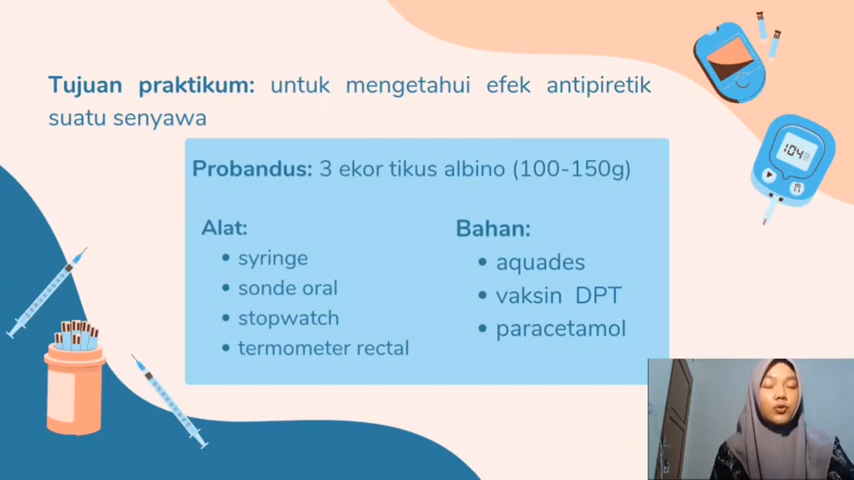 Tujuan praktikum: untuk mengetahui efek antipiretik
suatu senyawa
Probandus: 3 ekor tikus albino (100-150g)
Alat:
• syringe
• sonde oral
• stopwatch
• termometer rectal
Bahan:
• aquades
• vaksin DPT
• paracetamol
104